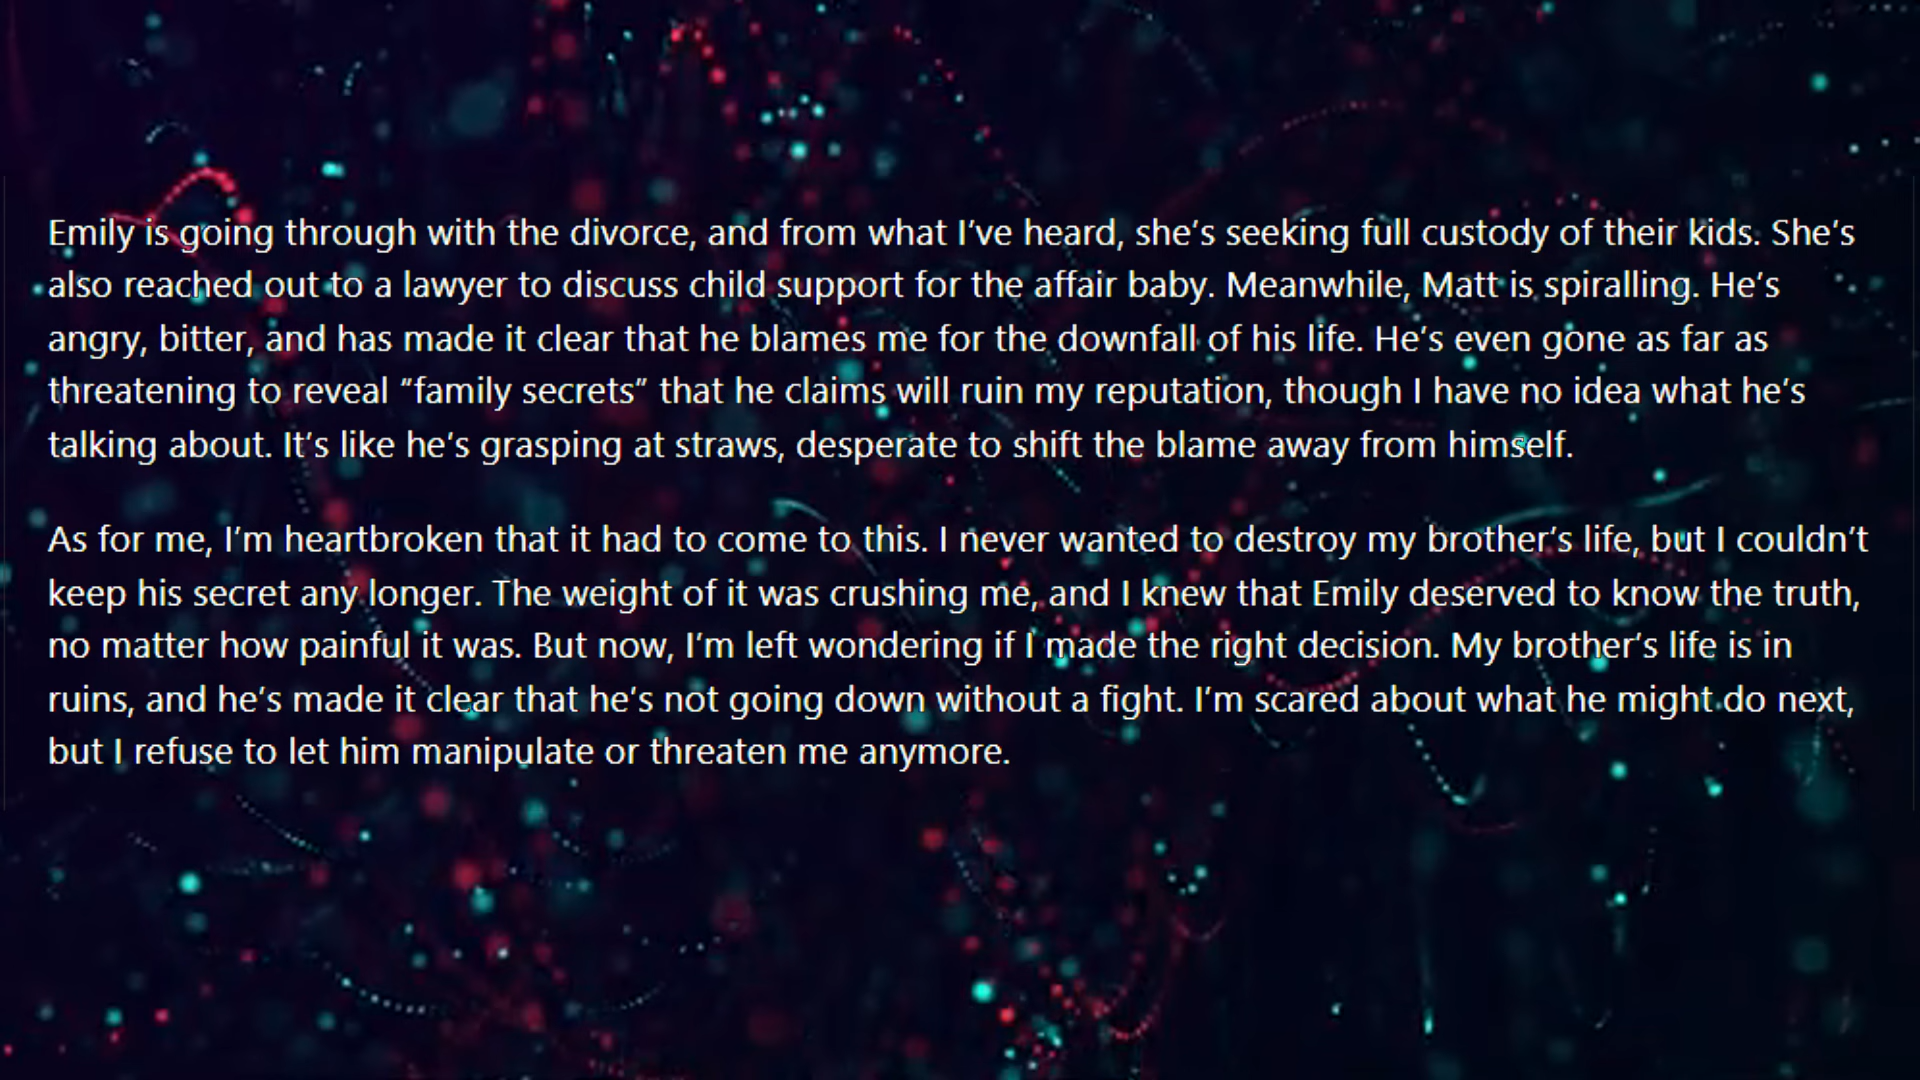 Emily is going through with the divorce, and from what I’ve heard, she’s seeking full custody of their kids. She’s
also reached out to a lawyer to discuss child support for the affair baby. Meanwhile, Matt is spiralling. He’s
angry, bitter, and has made it clear that he blames me for the downfall of his life. He’s even gone as far as
threatening to reveal “family secrets” that he claims will ruin my reputation, though I have no idea what he’s
talking about. It’s like he’s grasping at straws, desperate to shift the blame away from himself.
As for me, I’m heartbroken that it had to come to this. I never wanted to destroy my brother’s life, but I couldn’t
keep his secret any longer. The weight of it was crushing me, and I knew that Emily deserved to know the truth,
no matter how painful it was. But now, I’m left wondering if I made the right decision. My brother’s life is in
ruins, and he’s made it clear that he’s not going down without a fight. I’m scared about what he might do next,
but I refuse to let him manipulate or threaten me anymore.